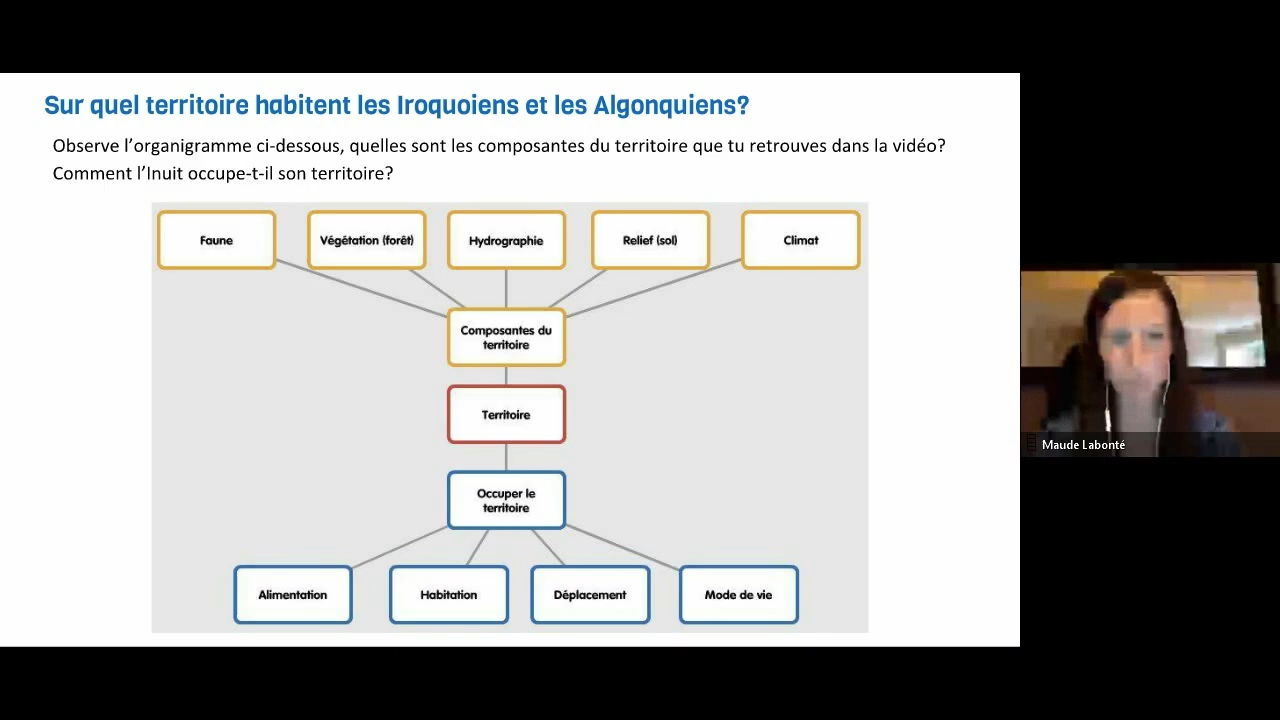 Sur quel territoire habitent les Iroquoiens et les Algonquiens?
Observe l’organigramme ci-dessous, quelles sont les composantes du territoire que tu retrouves dans la vidéo?
Comment l’Inuit occupe-t-il son territoire?
Faune
Végétation (forêt)
Hydrographie
Relief (sol)
Climat
Composantes du
territoire
Territoire
Occuper le
territoire
Alimentation
Habitation
Déplacement
Mode de vie
Maude Labonté